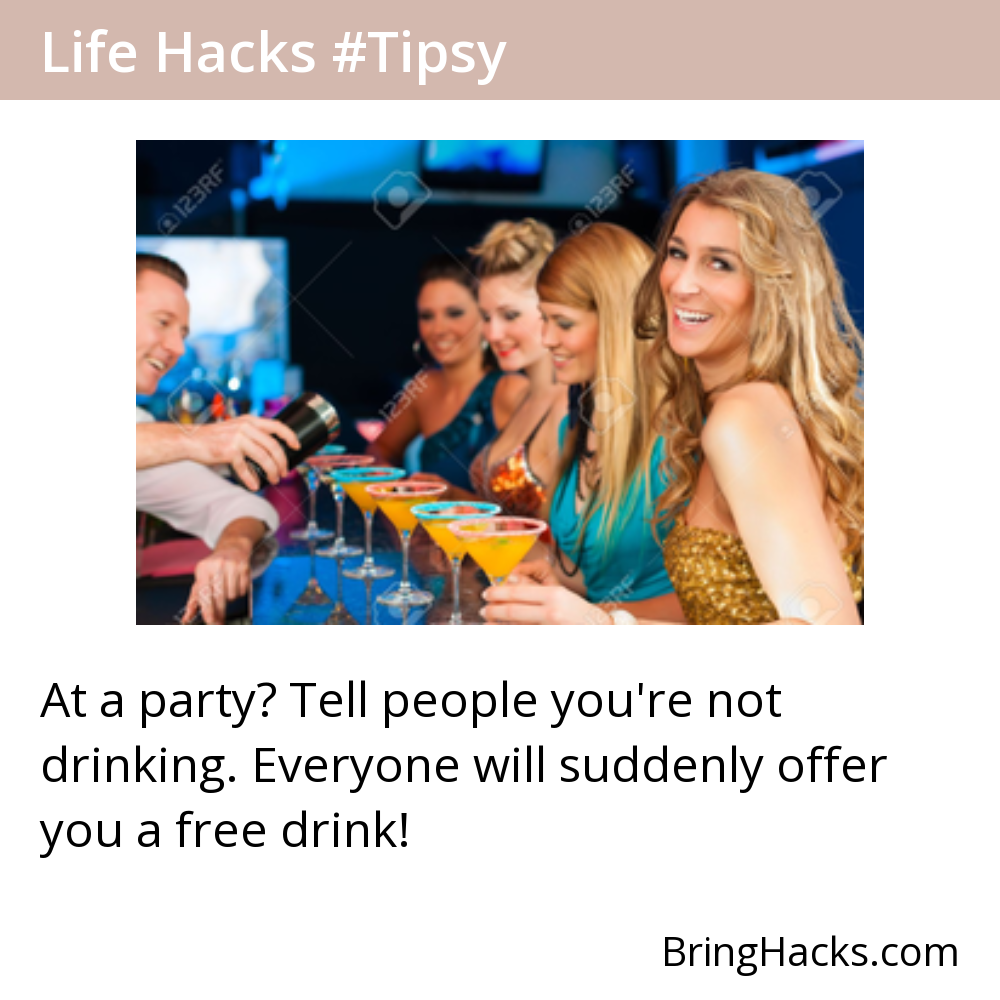 Life Hacks #Tipsy
123RF
123RF
123RF
At a party? Tell people you're not
drinking. Everyone will suddenly offer
you a free drink!
BringHacks.com